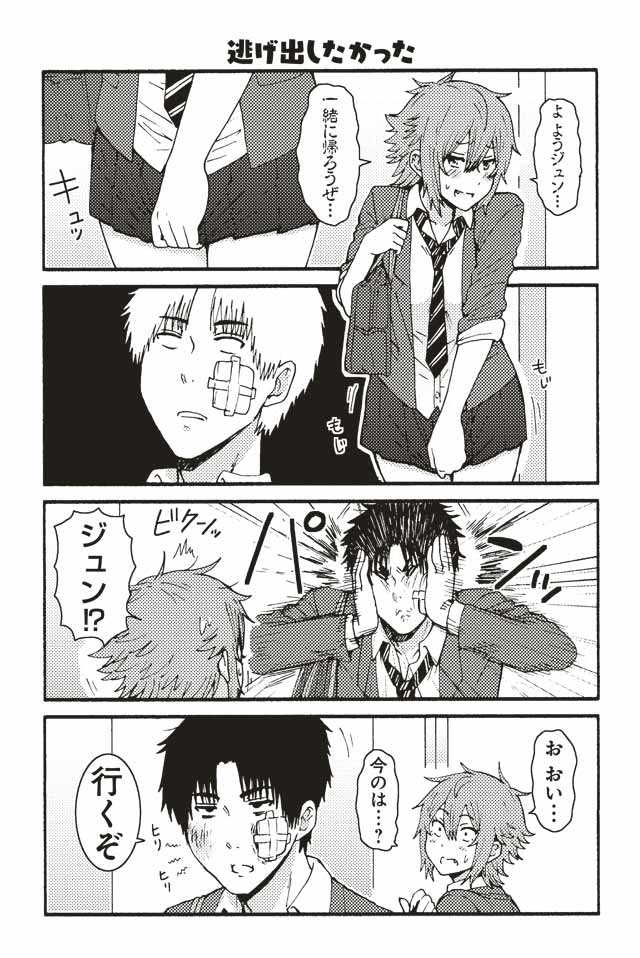 逃げ出したかった
よ ようジュン…
一緒に帰ろうぜ…
キュッ
もじ
もじ
ビクーンッ
ジュン!?
パンッ
お おい…
今のは…?
行くぞ
ヒリ
ヒリ